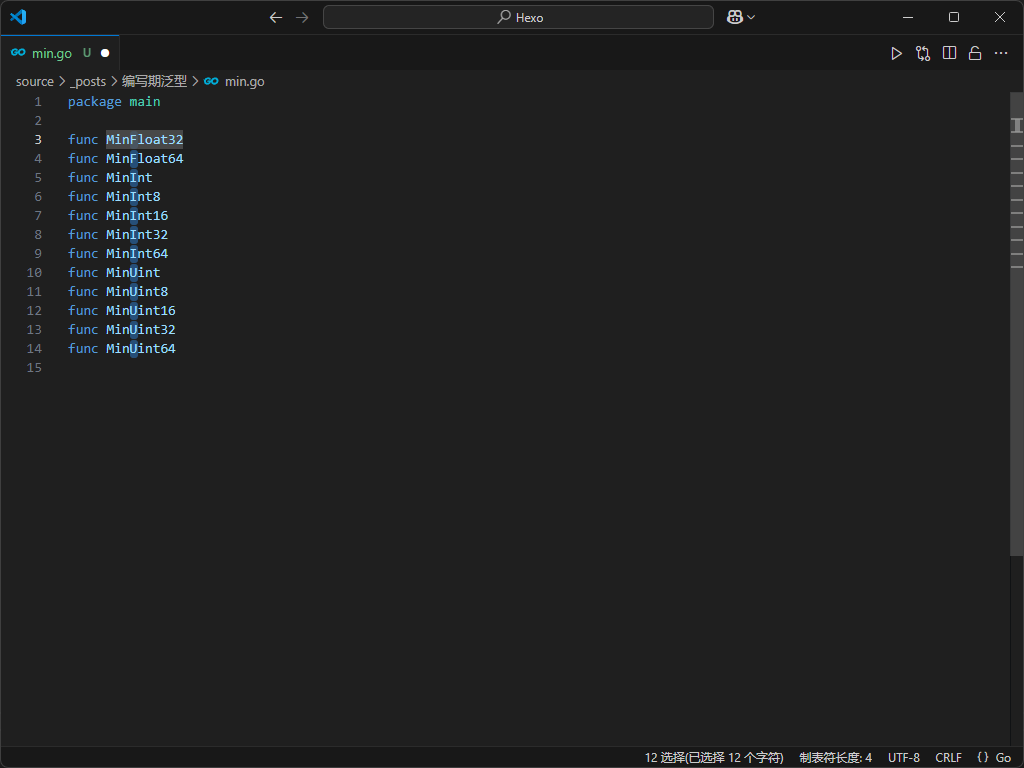 Hexo
min.go U
source > _posts > 编写期泛型 > min.go
1 package main
2
3 func MinFloat32
4 func MinFloat64
5 func MinInt
6 func MinInt8
7 func MinInt16
8 func MinInt32
9 func MinInt64
10 func MinUint
11 func MinUint8
12 func MinUint16
13 func MinUint32
14 func MinUint64
15
12 选择(已选择 12 个字符) 制表符长度: 4 UTF-8 CRLF {} Go